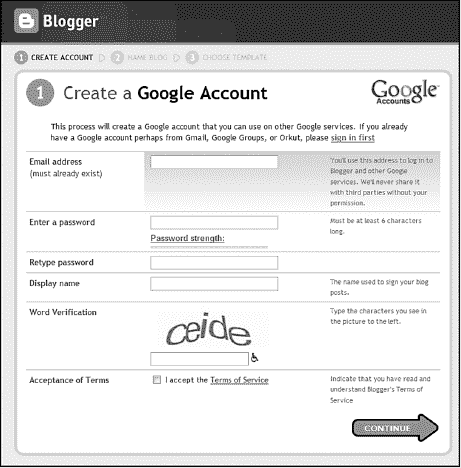 Blogger
1 CREATE ACCOUNT 2 NAME BLOG 3 CHOOSE TEMPLATE
1 Create a Google Account
Google
Accounts
This process will create a Google account that you can use on other Google services. If you already
have a Google account perhaps from Gmail, Google Groups, or Orkut, please sign in first
Email address
(must already exist)
You'll use this address to log in to
Blogger and other Google
services. We'll never share it
with third parties without your
permission.
Enter a password
Must be at least 6 characters
long.
Password strength:
Retype password
Display name
The name used to sign your blog
posts.
Word Verification
Type the characters you see in
the picture to the left.
ceide
Acceptance of Terms
I accept the Terms of Service
Indicate that you have read and
understand Blogger's Terms of
Service
CONTINUE